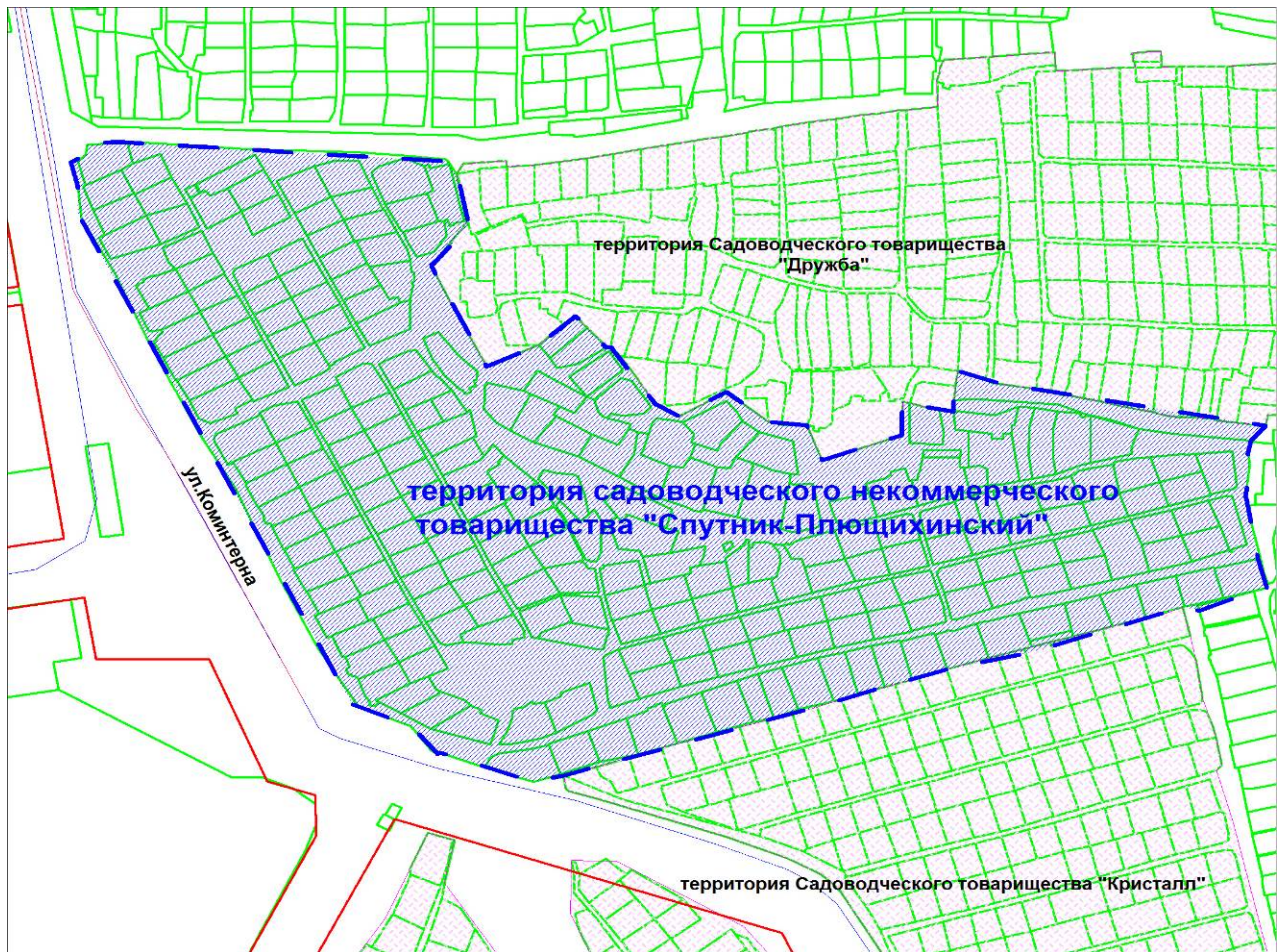 территория Садоводческого товарищества
"Дружба"
территория садоводческого некоммерческого
товарищества "Спутник-Плющихинский"
ул.Коминтерна
территория Садоводческого товарищества "Кристалл"